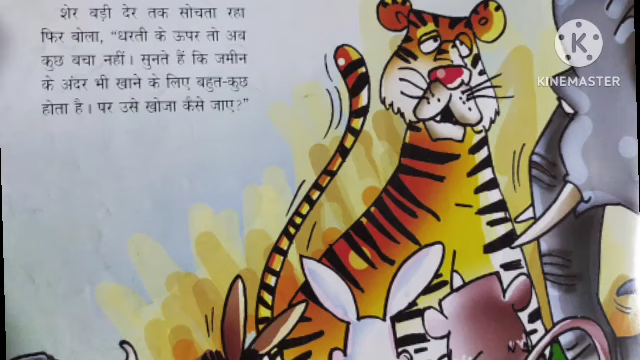 शेर बड़ी देर तक सोचता रहा
फिर बोला, “धरती के ऊपर तो अब
कुछ बचा नहीं। सुनते हैं कि जमीन
के अंदर भी खाने के लिए बहुत-कुछ
होता है। पर उसे खोजा कैसे जाए?”
K
KINEMASTER